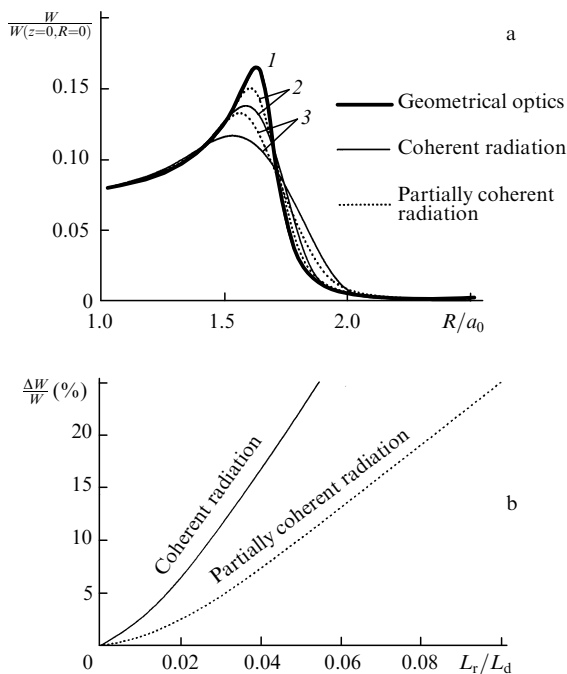 W
W(z=0,R=0)
a
0.15
0.10
0.05
0
1
2
3
Geometrical optics
Coherent radiation
Partially coherent
radiation
1.0
1.5
2.0
R/a0
ΔW
W
(%)
20
15
10
5
0
Coherent radiation
Partially coherent radiation
b
0.02
0.04
0.06
0.08
Lr/Ld